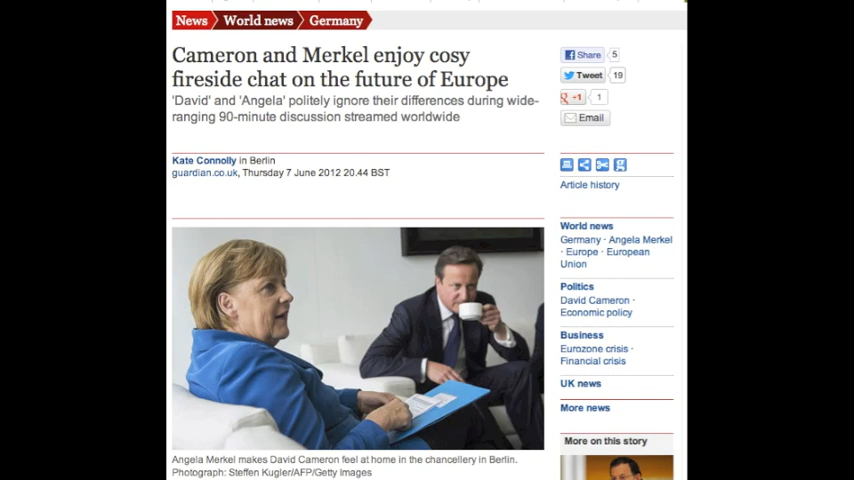 News World news Germany
Cameron and Merkel enjoy cosy
fireside chat on the future of Europe
'David' and 'Angela' politely ignore their differences during wide-
ranging 90-minute discussion streamed worldwide
Kate Connolly in Berlin
guardian.co.uk, Thursday 7 June 2012 20.44 BST
Angela Merkel makes David Cameron feel at home in the chancellery in Berlin.
Photograph: Steffen Kugler/AFP/Getty Images
Share 5
Tweet 19
g +1 1
Email
Article history
World news
Germany · Angela Merkel
· Europe · European
Union
Politics
David Cameron ·
Economic policy
Business
Eurozone crisis ·
Financial crisis
UK news
More news
More on this story